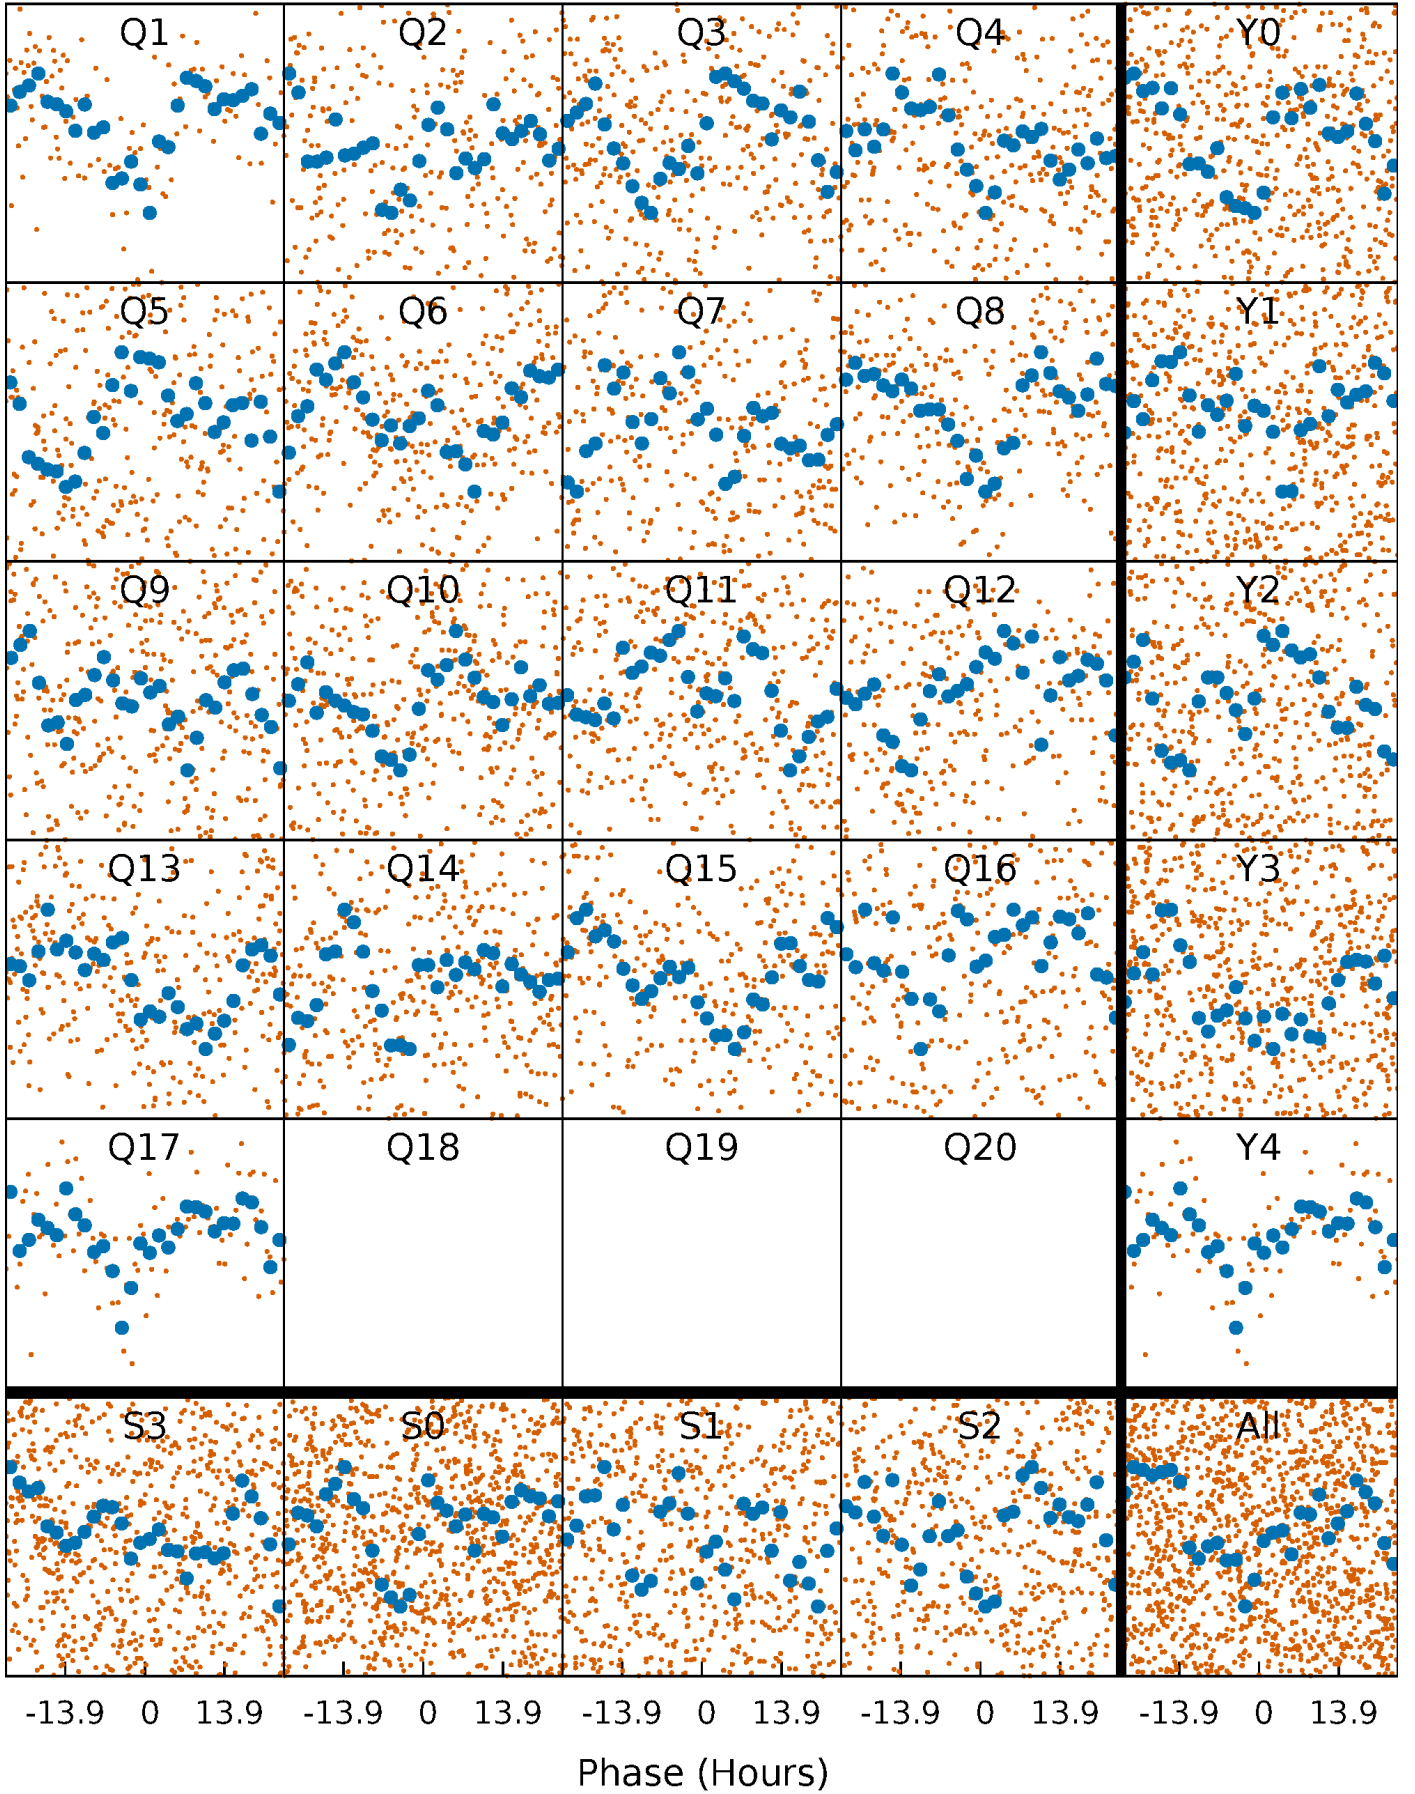 Q1 Q2 Q3 Q4 Y0
Q5 Q6 Q7 Q8 Y1
Q9 Q10 Q11 Q12 Y2
Q13 Q14 Q15 Q16 Y3
Q17 Q18 Q19 Q20 Y4
S3 S0 S1 S2 All
-13.9 0 13.9 -13.9 0 13.9 -13.9 0 13.9 -13.9 0 13.9 -13.9 0 13.9
Phase (Hours)